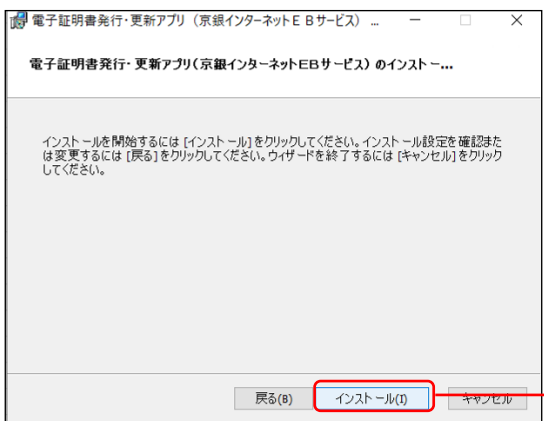 電子証明書発行・更新アプリ（京銀インターネットＥＢサービス） ...
電子証明書発行・更新アプリ（京銀インターネットＥＢサービス） のインストー...
インストールを開始するには [インストール] をクリックしてください。インストール設定を確認また
は変更するには [戻る] をクリックしてください。ウィザードを終了するには [キャンセル] をクリック
してください。
戻る(B) インストール(I) キャンセル